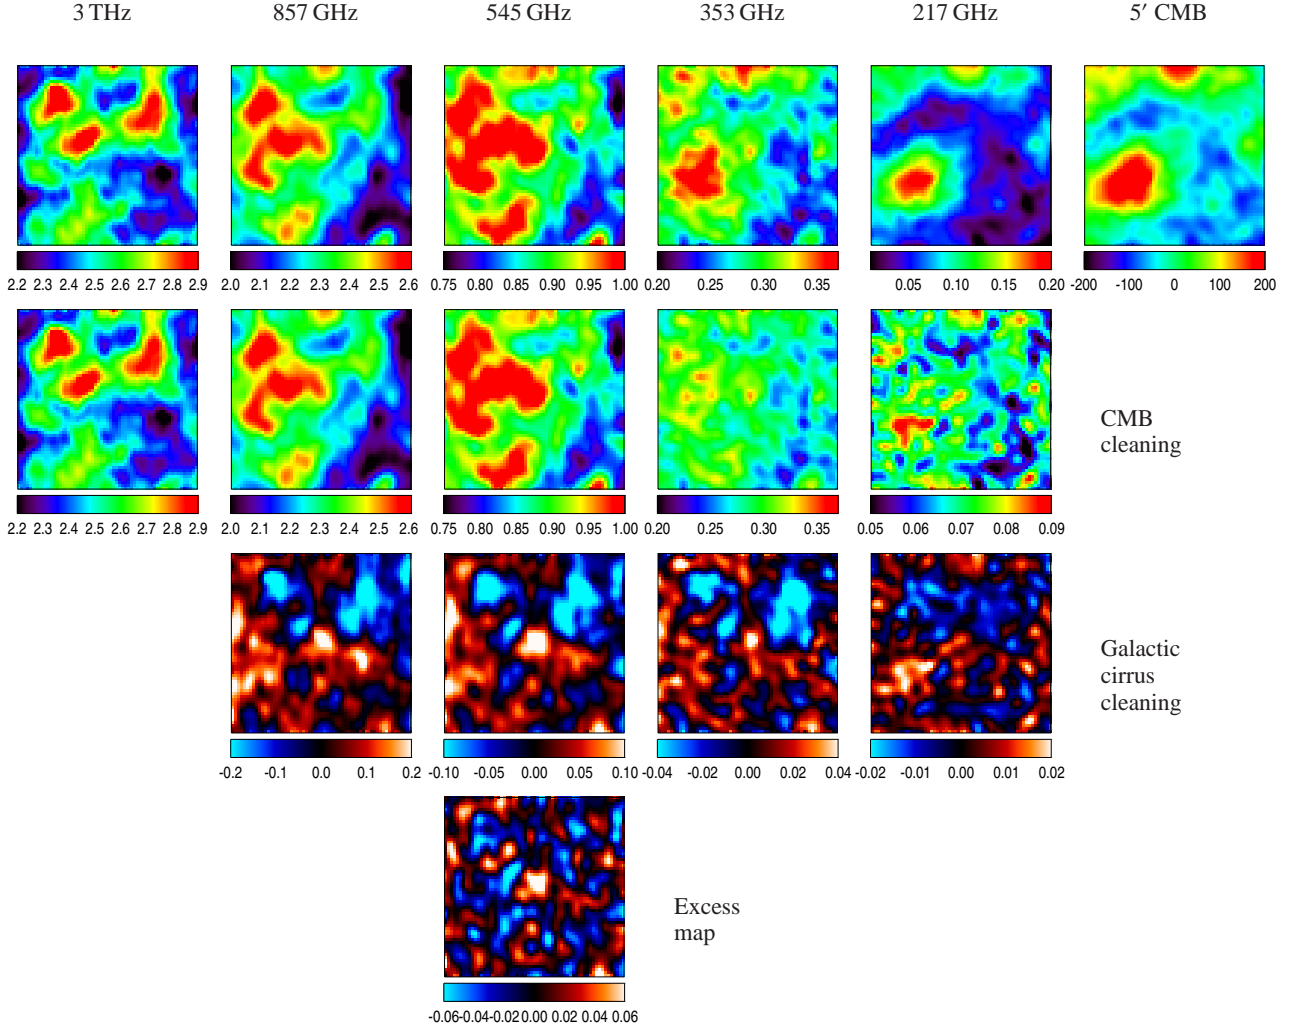 3 THz 857 GHz 545 GHz 353 GHz 217 GHz 5′ CMB
2.2 2.3 2.4 2.5 2.6 2.7 2.8 2.9 2.0 2.1 2.2 2.3 2.4 2.5 2.6 0.75 0.80 0.85 0.90 0.95 1.00 0.20 0.25 0.30 0.35 0.05 0.10 0.15 0.20 -200 -100 0 100 200
CMB
cleaning
2.2 2.3 2.4 2.5 2.6 2.7 2.8 2.9 2.0 2.1 2.2 2.3 2.4 2.5 2.6 0.75 0.80 0.85 0.90 0.95 1.00 0.20 0.25 0.30 0.35 0.05 0.06 0.07 0.08 0.09
Galactic
cirrus
cleaning
-0.2 -0.1 0.0 0.1 0.2 -0.10 -0.05 0.00 0.05 0.10 -0.04 -0.02 0.00 0.02 0.04 -0.02 -0.01 0.00 0.01 0.02
Excess
map
-0.06 -0.04 -0.02 0.00 0.02 0.04 0.06